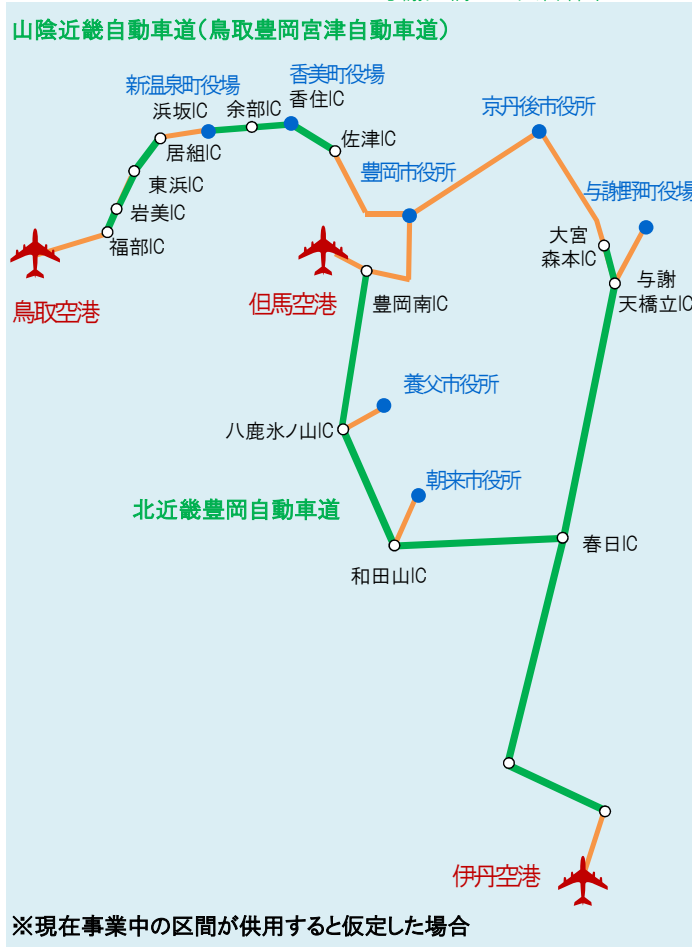 山陰近畿自動車道（鳥取豊岡宮津自動車道）
新温泉町役場
香美町役場
浜坂IC
余部IC
香住IC
京丹後市役所
居組IC
佐津IC
豊岡市役所
東浜IC
与謝野町役場
岩美IC
福部IC
大宮
森本IC
鳥取空港
但馬空港
豊岡南IC
与謝
天橋立IC
養父市役所
八鹿氷ノ山IC
朝来市役所
北近畿豊岡自動車道
春日IC
和田山IC
伊丹空港
※現在事業中の区間が供用すると仮定した場合